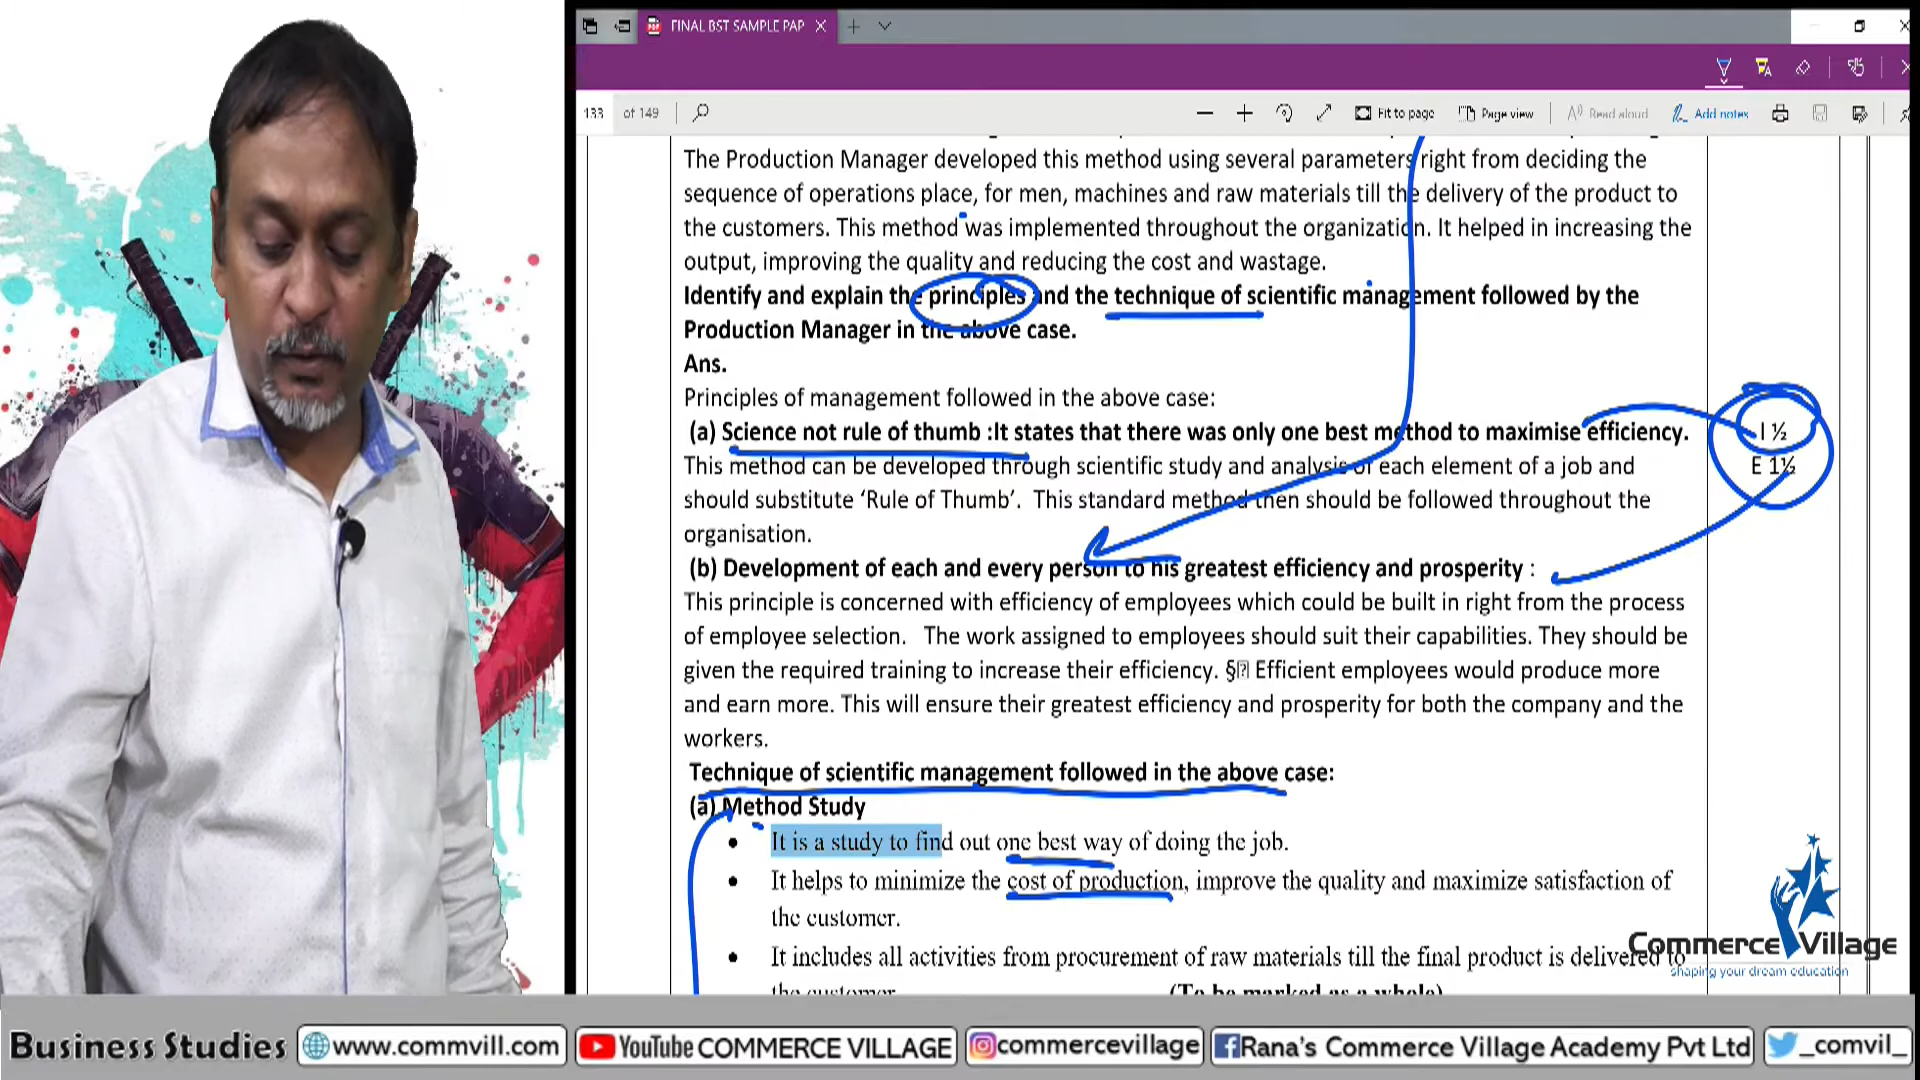 FINAL BST SAMPLE PAP
133 of 149
Fit to page
Page view
Read aloud
Add notes
The Production Manager developed this method using several parameters right from deciding the
sequence of operations place, for men, machines and raw materials till the delivery of the product to
the customers. This method was implemented throughout the organization. It helped in increasing the
output, improving the quality and reducing the cost and wastage.
Identify and explain the principles and the technique of scientific management followed by the
Production Manager in the above case.
Ans.
Principles of management followed in the above case:
(a) Science not rule of thumb :It states that there was only one best method to maximise efficiency.
I ½
This method can be developed through scientific study and analysis of each element of a job and
E 1½
should substitute ‘Rule of Thumb’. This standard method then should be followed throughout the
organisation.
(b) Development of each and every person to his greatest efficiency and prosperity :
This principle is concerned with efficiency of employees which could be built in right from the process
of employee selection. The work assigned to employees should suit their capabilities. They should be
given the required training to increase their efficiency. § Efficient employees would produce more
and earn more. This will ensure their greatest efficiency and prosperity for both the company and the
workers.
Technique of scientific management followed in the above case:
(a) Method Study
• It is a study to find out one best way of doing the job.
• It helps to minimize the cost of production, improve the quality and maximize satisfaction of
the customer.
• It includes all activities from procurement of raw materials till the final product is delivered to
the customer. (To be marked as a whole)
Commerce Village
shaping your dream education
Business Studies
www.commvill.com
YouTube COMMERCE VILLAGE
commercevillage
Rana's Commerce Village Academy Pvt Ltd
_comvil_